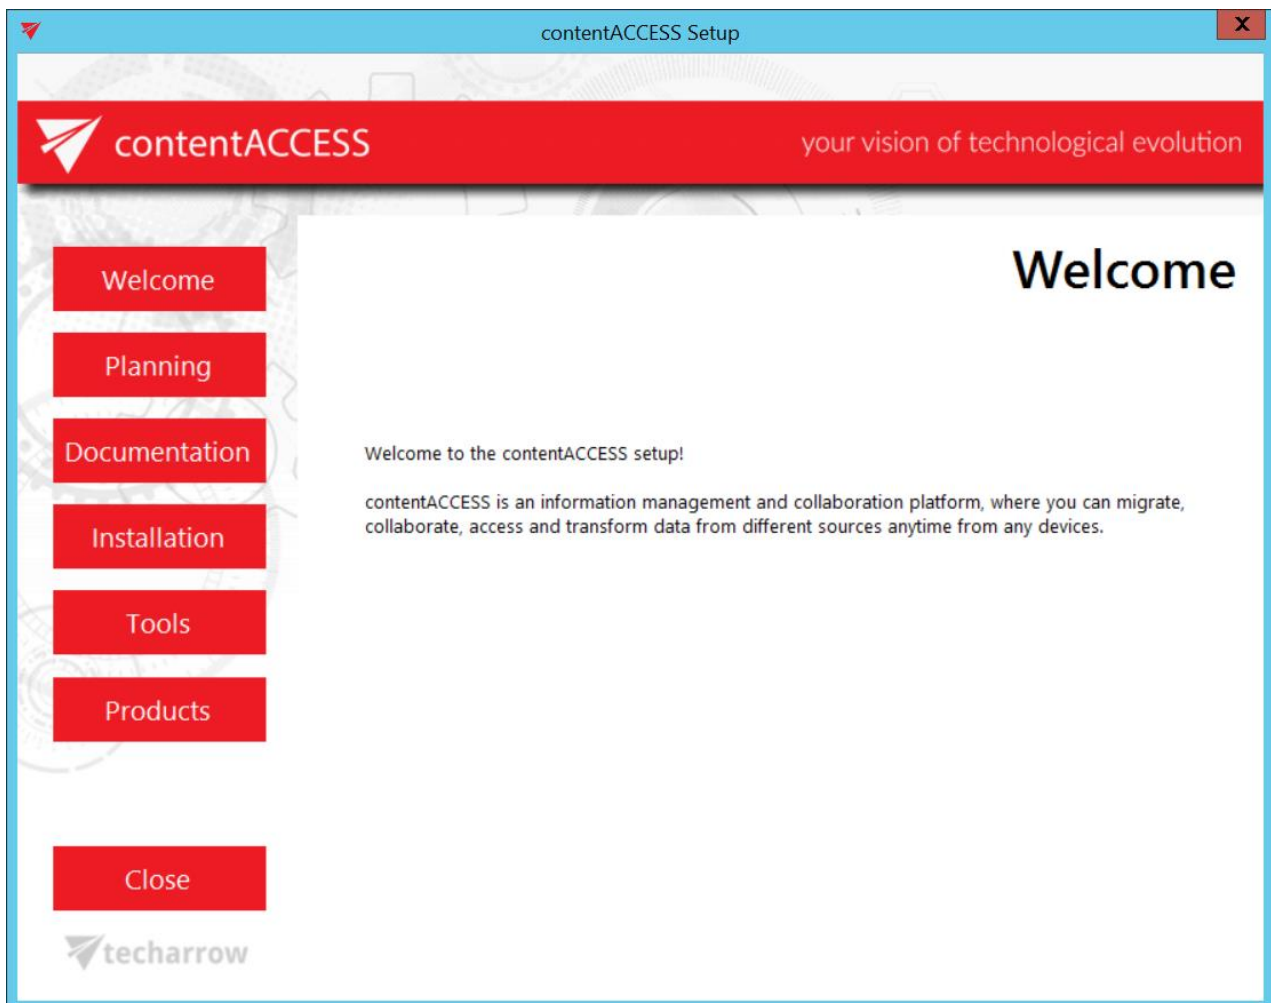 contentACCESS Setup
X
contentACCESS
your vision of technological evolution
Welcome
Planning
Documentation
Installation
Tools
Products
Close
techarrow
Welcome
Welcome to the contentACCESS setup!
contentACCESS is an information management and collaboration platform, where you can migrate,
collaborate, access and transform data from different sources anytime from any devices.